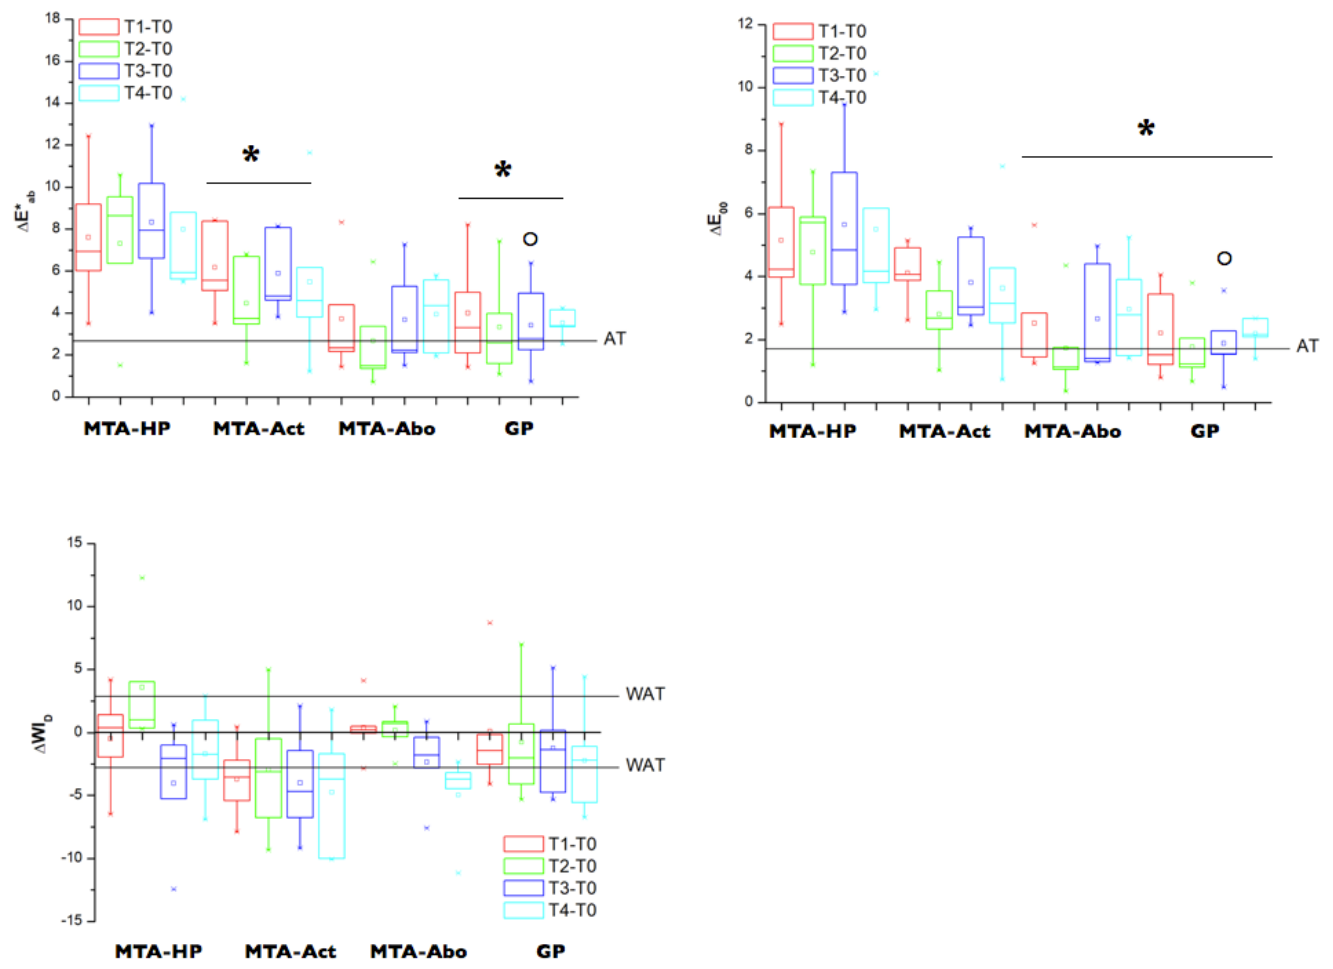 18
16
14
12
10
8
6
4
2
0
ΔE*ab
T1-T0
T2-T0
T3-T0
T4-T0
*
*
AT
MTA-HP MTA-Act MTA-Abo GP
12
10
8
6
4
2
0
ΔE00
T1-T0
T2-T0
T3-T0
T4-T0
*
AT
MTA-HP MTA-Act MTA-Abo GP
15
10
5
0
-5
-10
-15
ΔWID
WAT
WAT
T1-T0
T2-T0
T3-T0
T4-T0
MTA-HP MTA-Act MTA-Abo GP